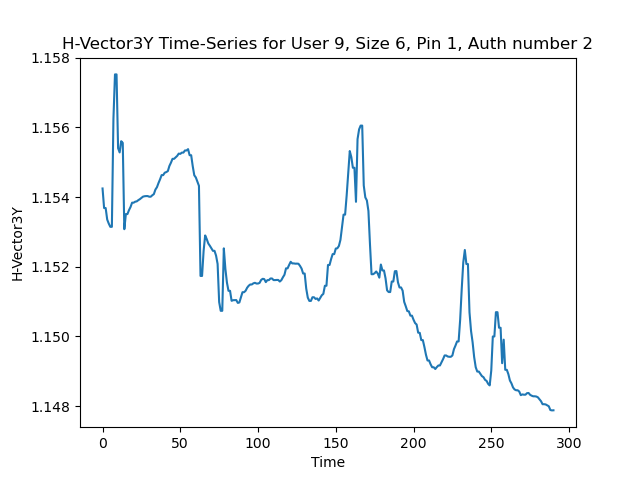 H-Vector3Y Time-Series for User 9, Size 6, Pin 1, Auth number 2
1.158
1.156
1.154
1.152
1.150
1.148
H-Vector3Y
0 50 100 150 200 250 300
Time